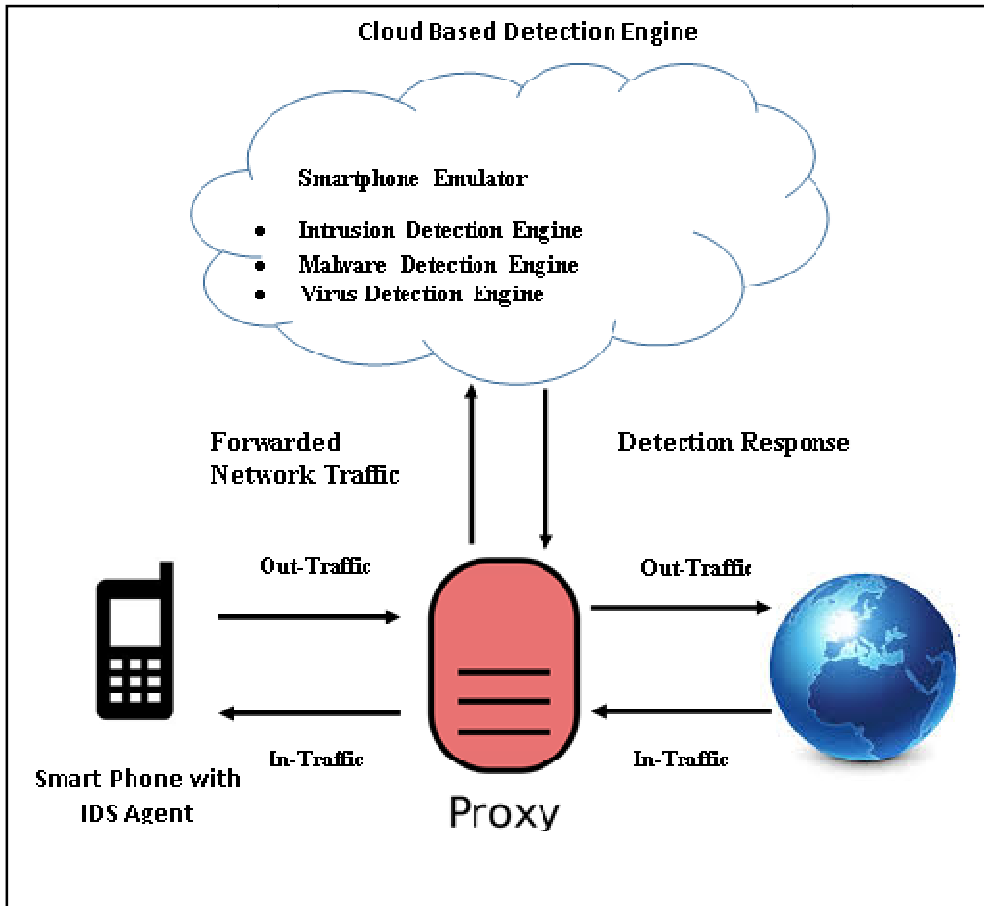 Cloud Based Detection Engine
Smartphone Emulator
• Intrusion Detection Engine
• Malware Detection Engine
• Virus Detection Engine
Forwarded
Network Traffic
Detection Response
Out-Traffic
Out-Traffic
In-Traffic
In-Traffic
Smart Phone with
IDS Agent
Proxy